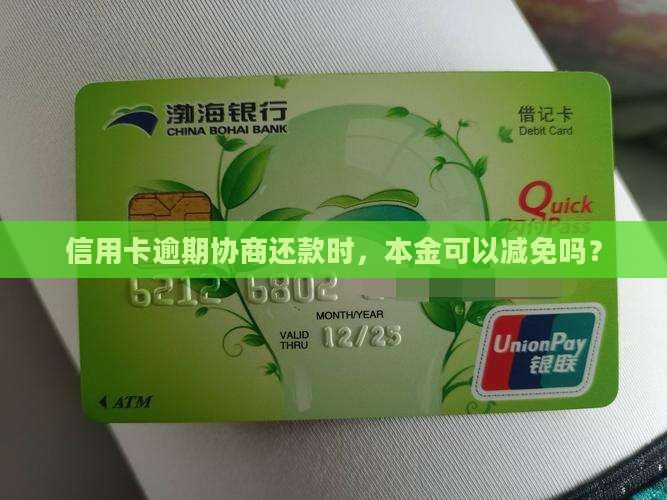 渤海银行
CHINA BOHAI BANK
借记卡
Debit Card
Quick
闪付Pass
信用卡逾期协商还款时，本金可以减免吗？
6212 6802
MONTH/YEAR
VALID THRU 12/25
UnionPay
银联
ATM